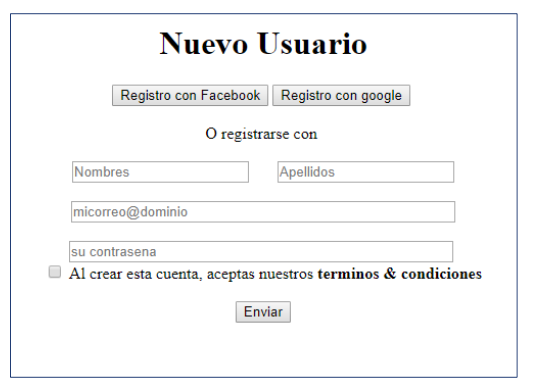 Nuevo Usuario
Registro con Facebook Registro con google
O registrarse con
Nombres Apellidos
micorreo@dominio
su contrasena
Al crear esta cuenta, aceptas nuestros terminos & condiciones
Enviar